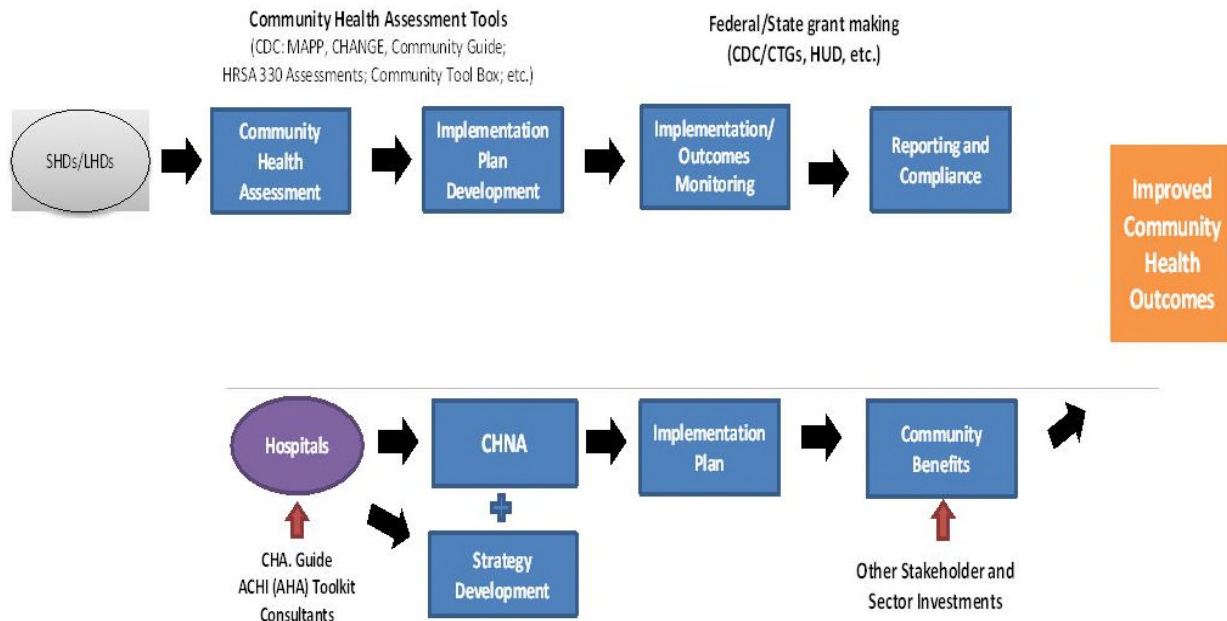 Community Health Assessment Tools
(CDC: MAPP, CHANGE, Community Guide;
HRSA 330 Assessments; Community Tool Box; etc.)
Federal/State grant making
(CDC/CTGs, HUD, etc.)
SHDs/LHDs
Community
Health
Assessment
Implementation
Plan
Development
Implementation/
Outcomes
Monitoring
Reporting and
Compliance
Improved
Community
Health
Outcomes
Hospitals
CHNA
Implementation
Plan
Community
Benefits
Strategy
Development
CHA. Guide
ACHI (AHA) Toolkit
Consultants
Other Stakeholder and
Sector Investments